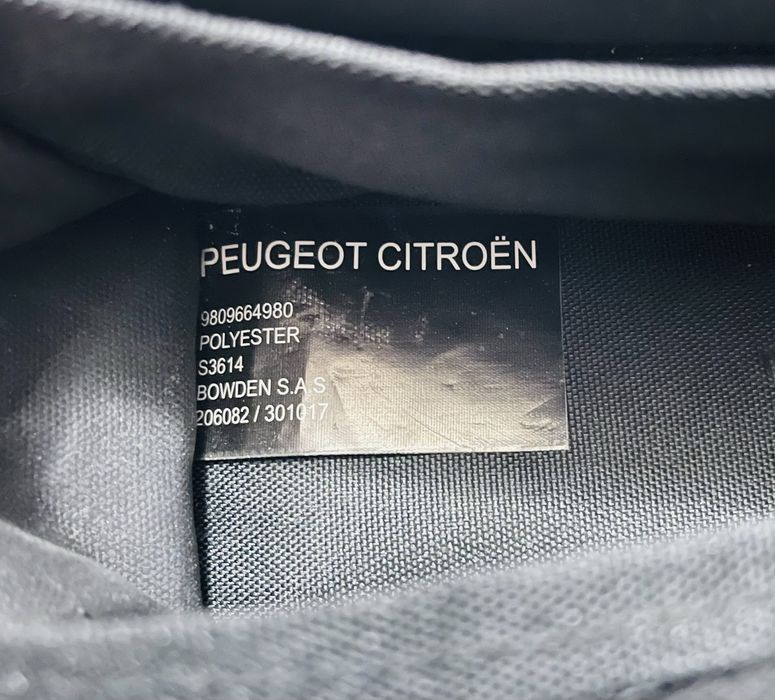 PEUGEOT CITROËN
9809664980
POLYESTER
S3614
BOWDEN S.A.S
206082 / 301017